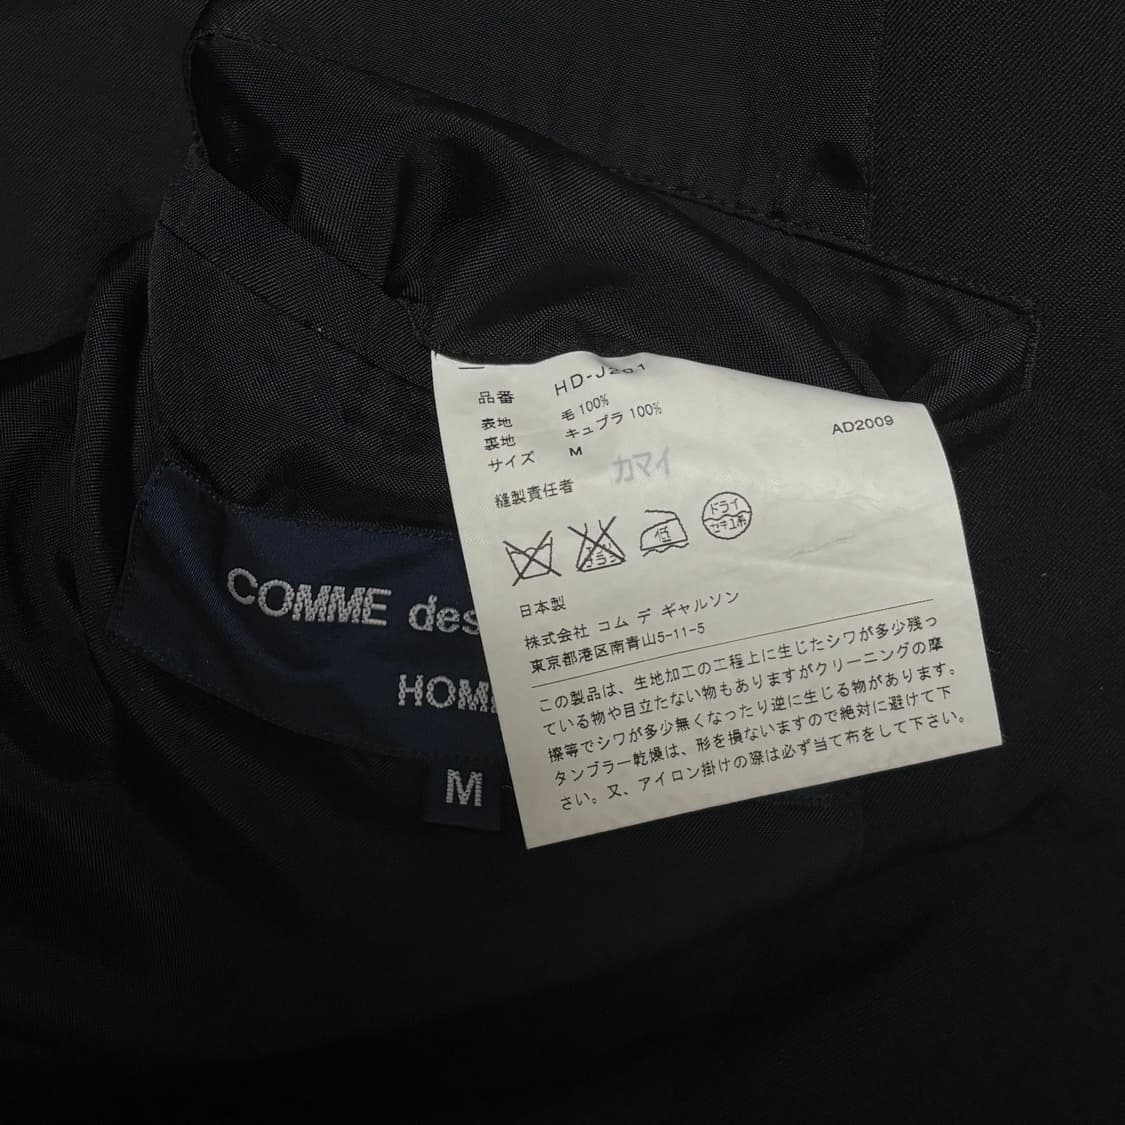 品番
表地 毛100%
裏地 キュプラ 100%
サイズ M
AD2009
縫製責任者 カマイ
ドライ
セキユ系
低
日本製
株式会社 コム デ ギャルソン
東京都港区南青山5-11-5
この製品は、生地加工の工程上に生じたシワが多少残っ
ている物や目立たない物もありますがクリーニングの摩
擦等でシワが多少無くなったり逆に生じる物があります。
タンブラー乾燥は、形を損ないますので絶対に避けて下
さい。又、アイロン掛けの際は必ず当て布をして下さい。
COMME des
HOM
M